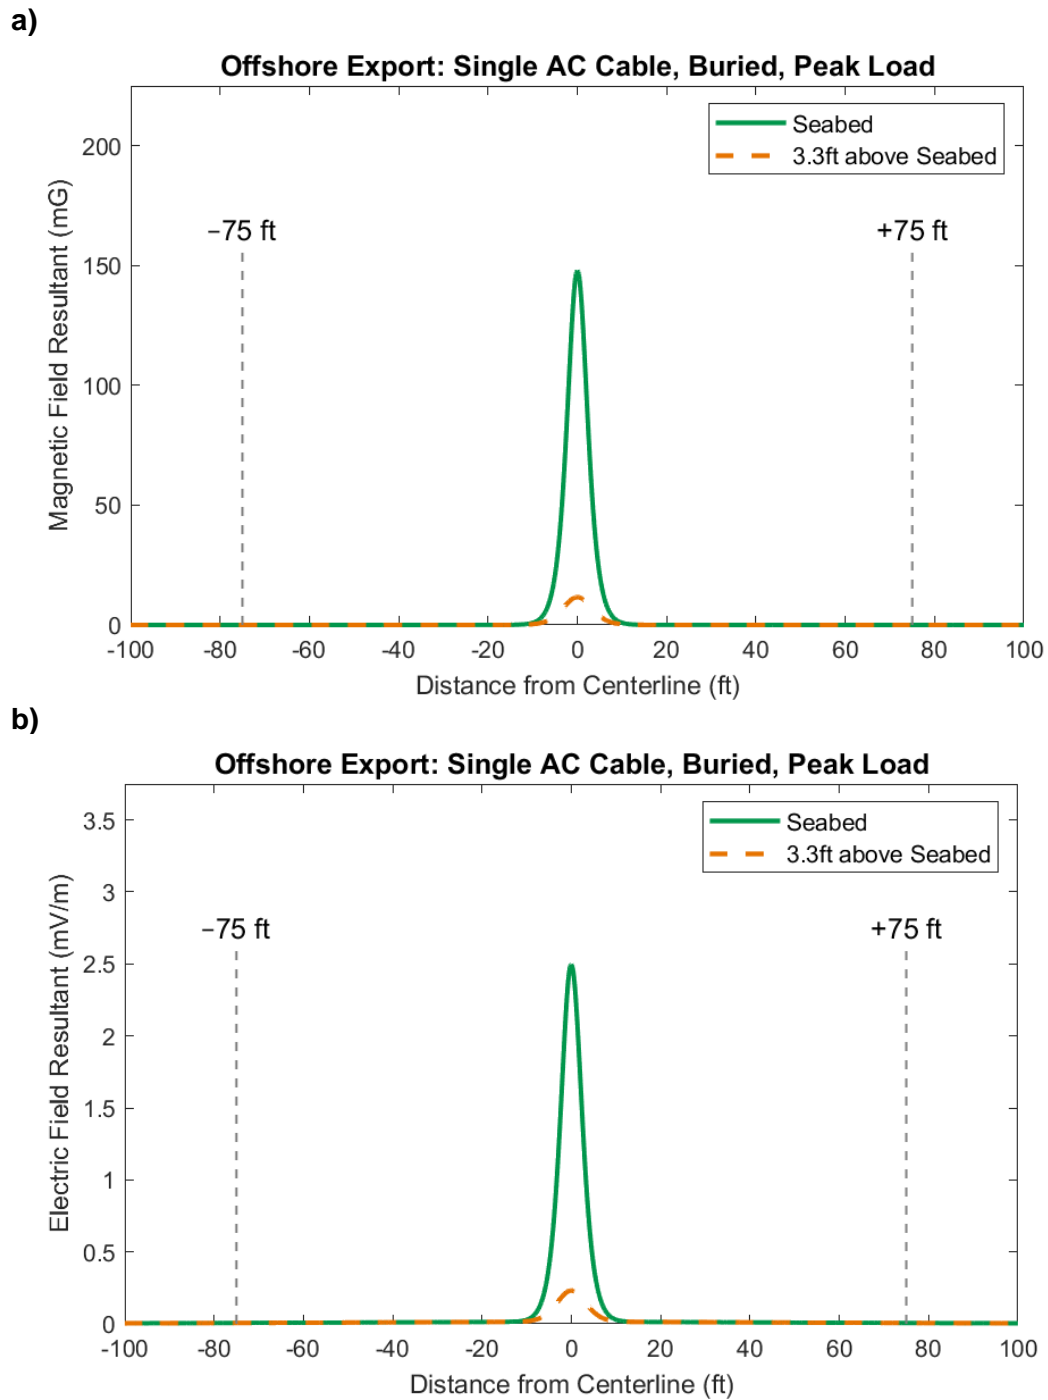 a)
Offshore Export: Single AC Cable, Buried, Peak Load
Seabed
3.3ft above Seabed
Magnetic Field Resultant (mG)
200
150
100
50
0
−75 ft
+75 ft
-100 -80 -60 -40 -20 0 20 40 60 80 100
Distance from Centerline (ft)
b)
Offshore Export: Single AC Cable, Buried, Peak Load
Seabed
3.3ft above Seabed
Electric Field Resultant (mV/m)
3.5
3
2.5
2
1.5
1
0.5
0
−75 ft
+75 ft
-100 -80 -60 -40 -20 0 20 40 60 80 100
Distance from Centerline (ft)